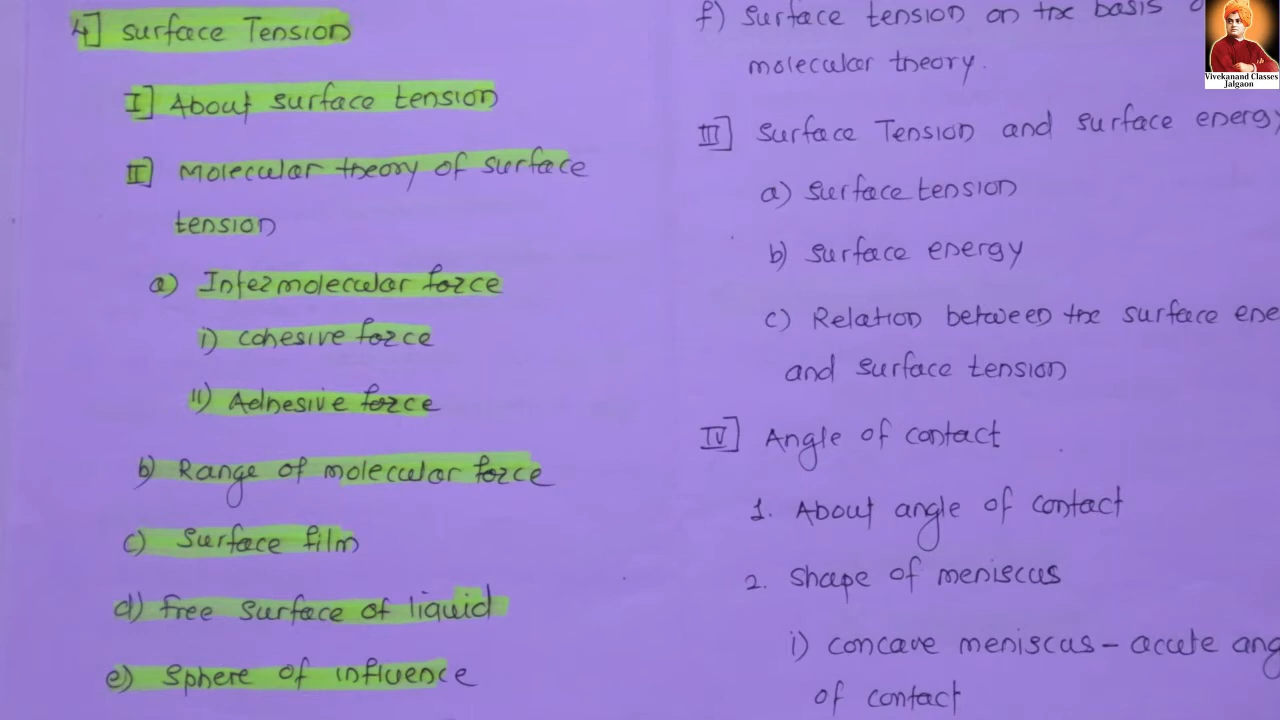 4] Surface Tension
I] About surface tension
II] Molecular theory of surface
tension
a) Intermolecular force
i) cohesive force
ii) Adhesive force
b) Range of molecular force
c) Surface film
d) free surface of liquid
e) sphere of influence
f) Surface tension on the basis
molecular theory.
III] Surface Tension and surface energy
a) Surface tension
b) Surface energy
c) Relation between the surface ene
and surface tension
IV] Angle of contact
1. About angle of contact
2. Shape of meniscus
i) concave meniscus - accute ang
of contact
Vivekanand Classes
Jalgaon